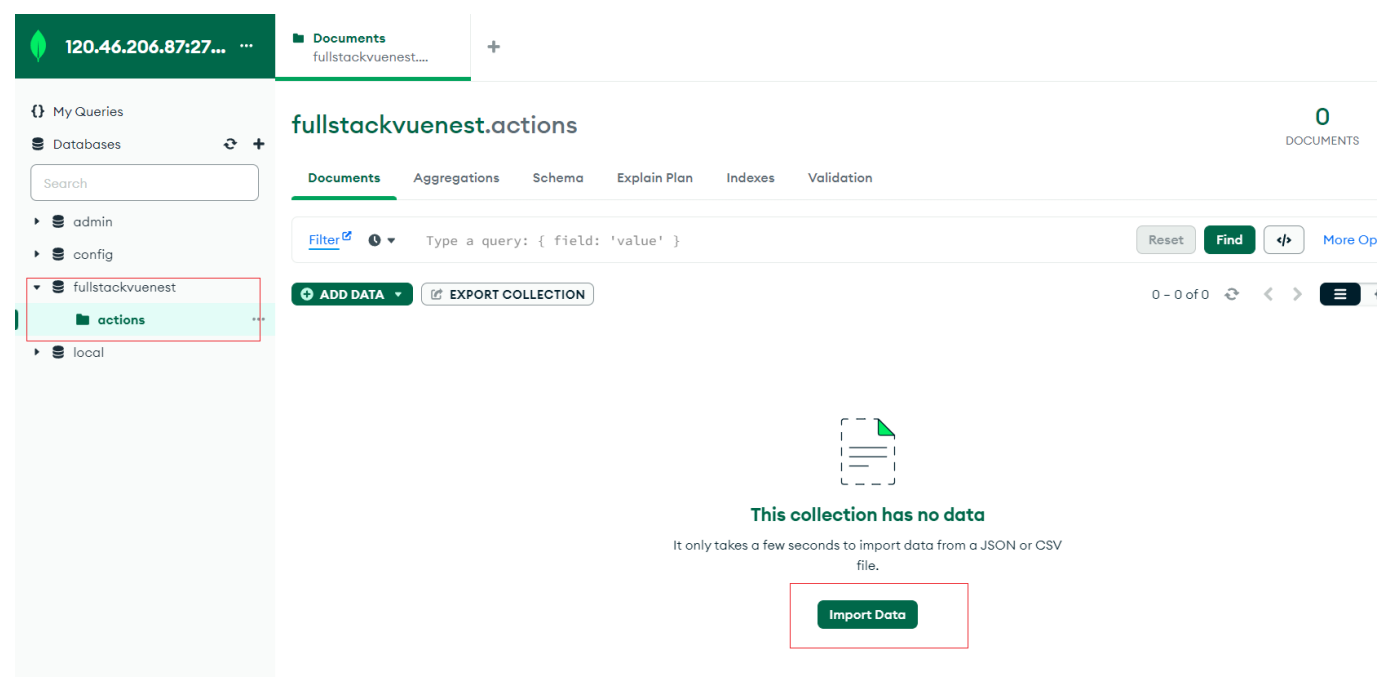 120.46.206.87:27... ...
Documents
fullstackvuenest....
+
{} My Queries
Databases
+
Search
admin
config
fullstackvuenest
actions ...
local
fullstackvuenest.actions
0
DOCUMENTS
Documents Aggregations Schema Explain Plan Indexes Validation
Filter Type a query: { field: 'value' } Reset Find </> More Op
ADD DATA EXPORT COLLECTION 0 – 0 of 0
This collection has no data
It only takes a few seconds to import data from a JSON or CSV
file.
Import Data